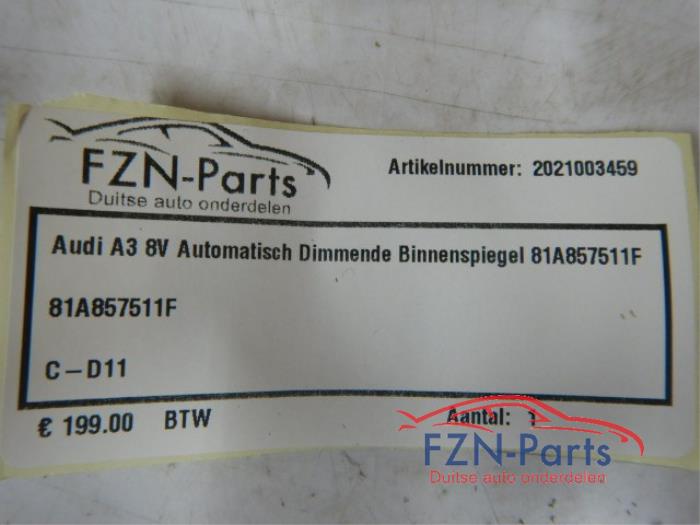 FZN-Parts
Duitse auto onderdelen
Artikelnummer: 2021003459
Audi A3 8V Automatisch Dimmende Binnenspiegel 81A857511F
81A857511F
C-D11
€ 199.00 BTW Aantal: 1
FZN-Parts
Duitse auto onderdelen